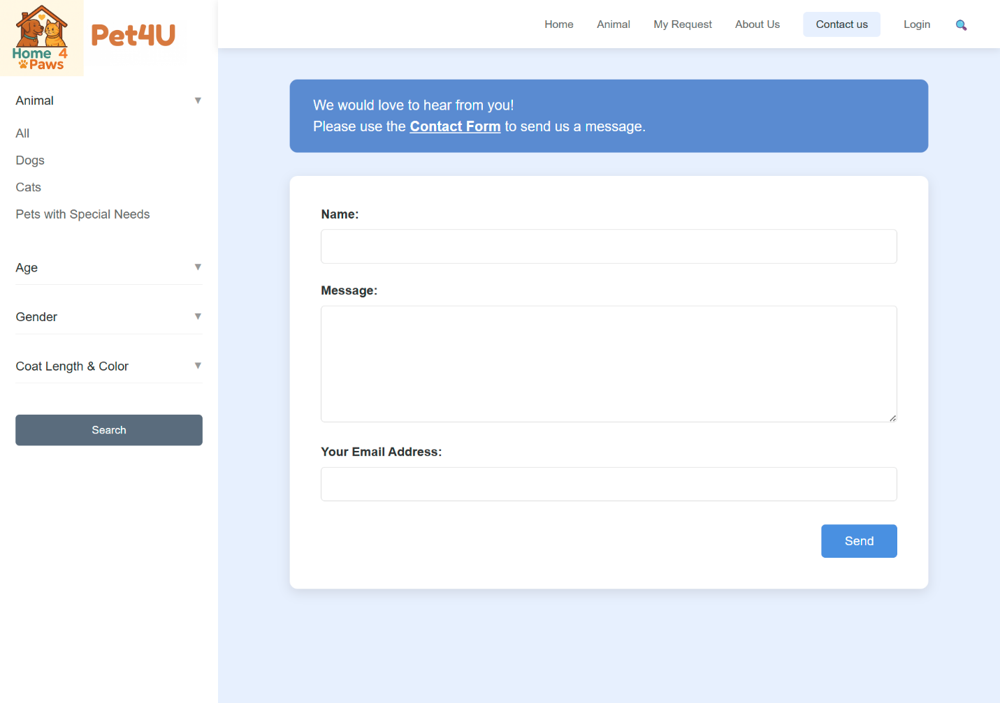 Home 4
Paws
Pet4U
Home
Animal
My Request
About Us
Contact us
Login
Animal
All
Dogs
Cats
Pets with Special Needs
Age
Gender
Coat Length & Color
Search
We would love to hear from you!
Please use the Contact Form to send us a message.
Name:
Message:
Your Email Address:
Send